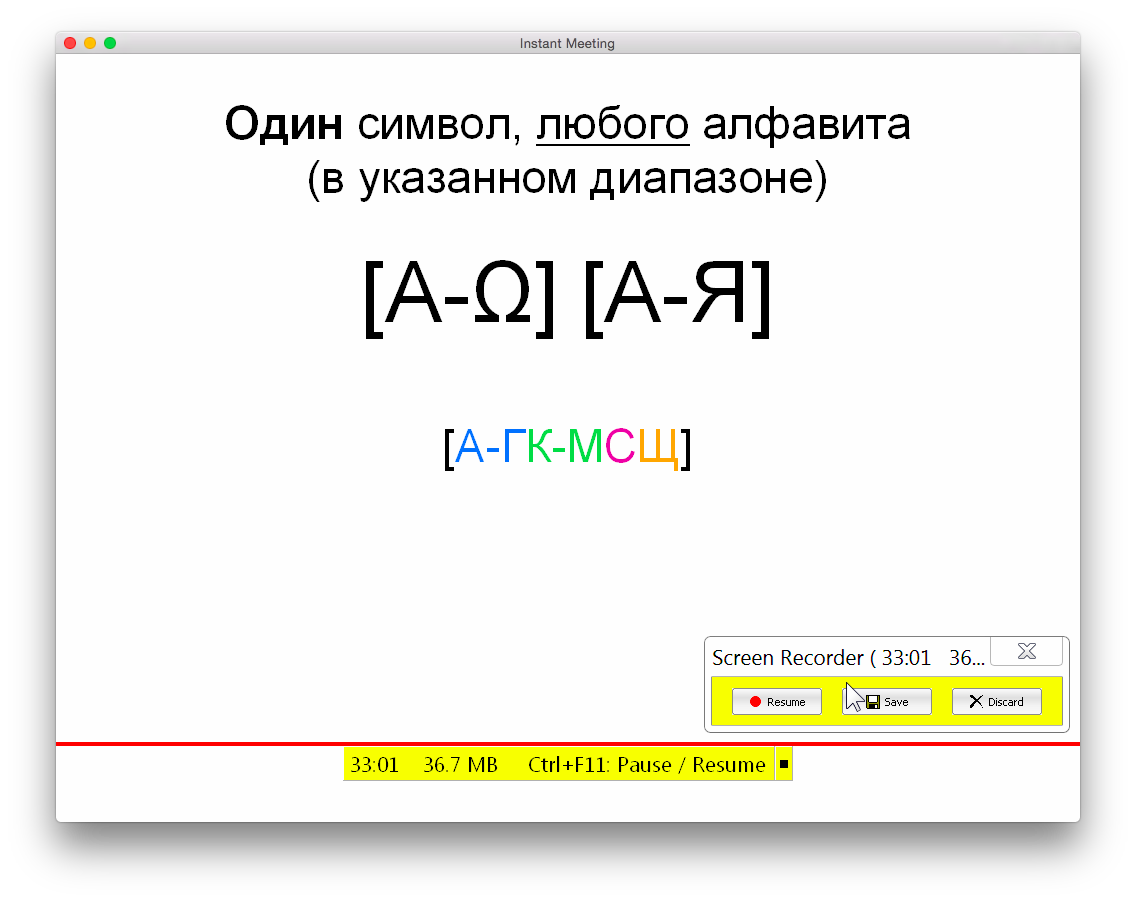 Instant Meeting
Один символ, любого алфавита
(в указанном диапазоне)
[Α-Ω] [А-Я]
[А-ГК-МСЩ]
Screen Recorder ( 33:01 36...
Resume Save Discard
33:01 36.7 MB Ctrl+F11: Pause / Resume